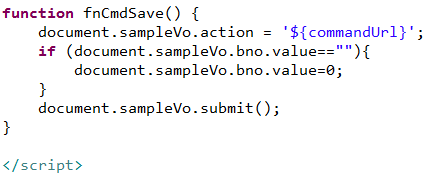 function fnCmdSave() {
    document.sampleVo.action = '${commandUrl}';
    if (document.sampleVo.bno.value==""){
        document.sampleVo.bno.value=0;
    }
    document.sampleVo.submit();
}
</script>